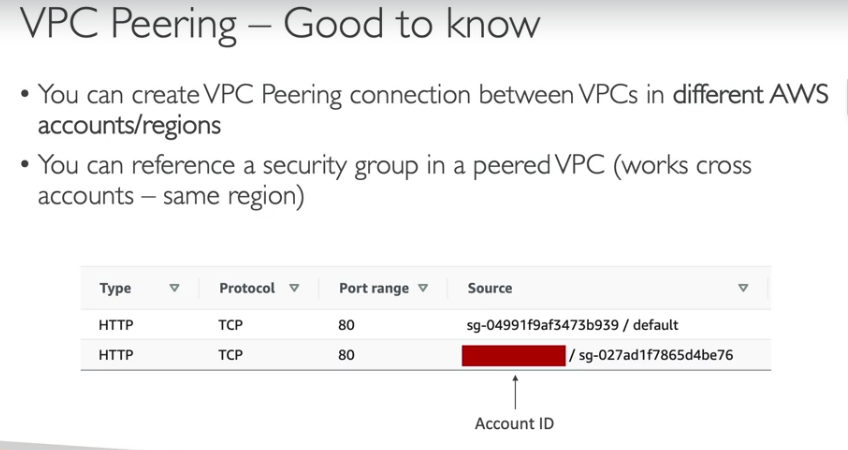 VPC Peering – Good to know
• You can create VPC Peering connection between VPCs in different AWS
accounts/regions
• You can reference a security group in a peered VPC (works cross
accounts – same region)
Type Protocol Port range Source
HTTP TCP 80 sg-04991f9af3473b939 / default
HTTP TCP 80 / sg-027ad1f7865d4be76
Account ID